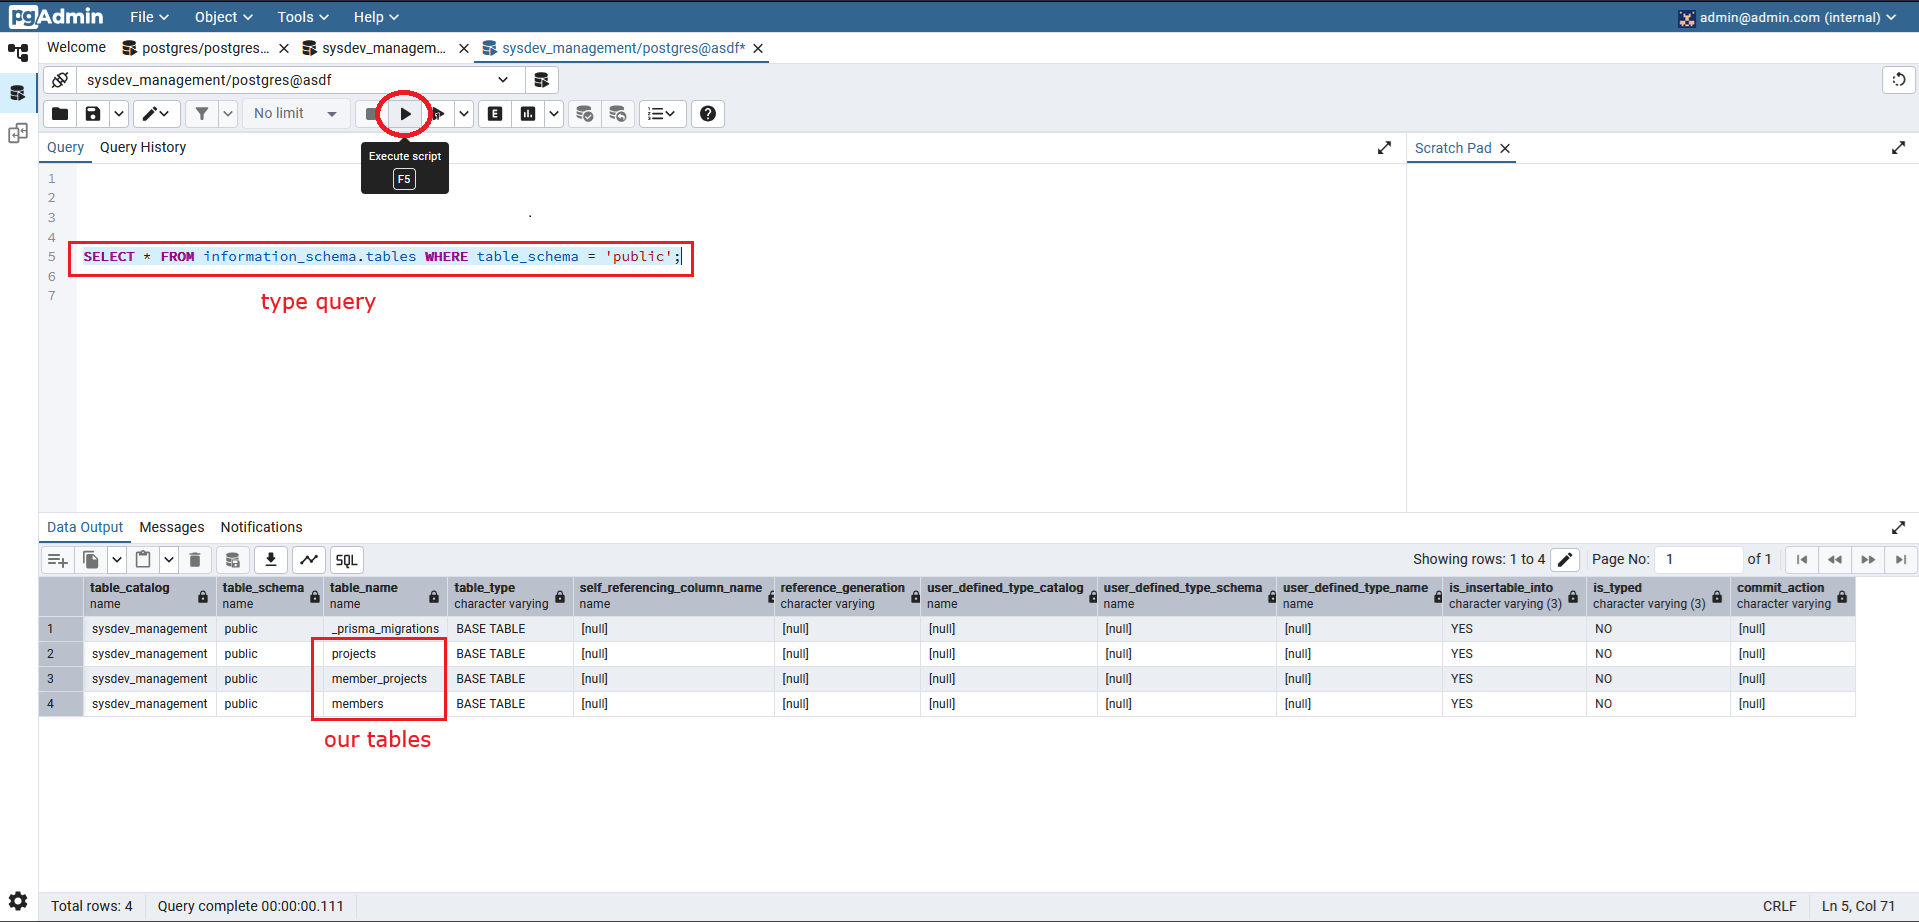 pgAdmin File Object Tools Help admin@admin.com (internal)
Welcome postgres/postgres... sysdev_managem... sysdev_management/postgres@asdf*
sysdev_management/postgres@asdf
No limit E
Query Query History Scratch Pad
Execute script
F5
1
2
3
4
5 SELECT * FROM information_schema.tables WHERE table_schema = 'public';
6
7
type query
Data Output Messages Notifications
SQL Showing rows: 1 to 4 Page No: 1 of 1
table_catalog table_schema table_name table_type self_referencing_column_name reference_generation user_defined_type_catalog user_defined_type_schema user_defined_type_name is_insertable_into is_typed commit_action
name name name character varying name character varying name name name character varying (3) character varying (3) character varying
1 sysdev_management public _prisma_migrations BASE TABLE [null] [null] [null] [null] [null] YES NO [null]
2 sysdev_management public projects BASE TABLE [null] [null] [null] [null] [null] YES NO [null]
3 sysdev_management public member_projects BASE TABLE [null] [null] [null] [null] [null] YES NO [null]
4 sysdev_management public members BASE TABLE [null] [null] [null] [null] [null] YES NO [null]
our tables
Total rows: 4 Query complete 00:00:00.111 CRLF Ln 5, Col 71